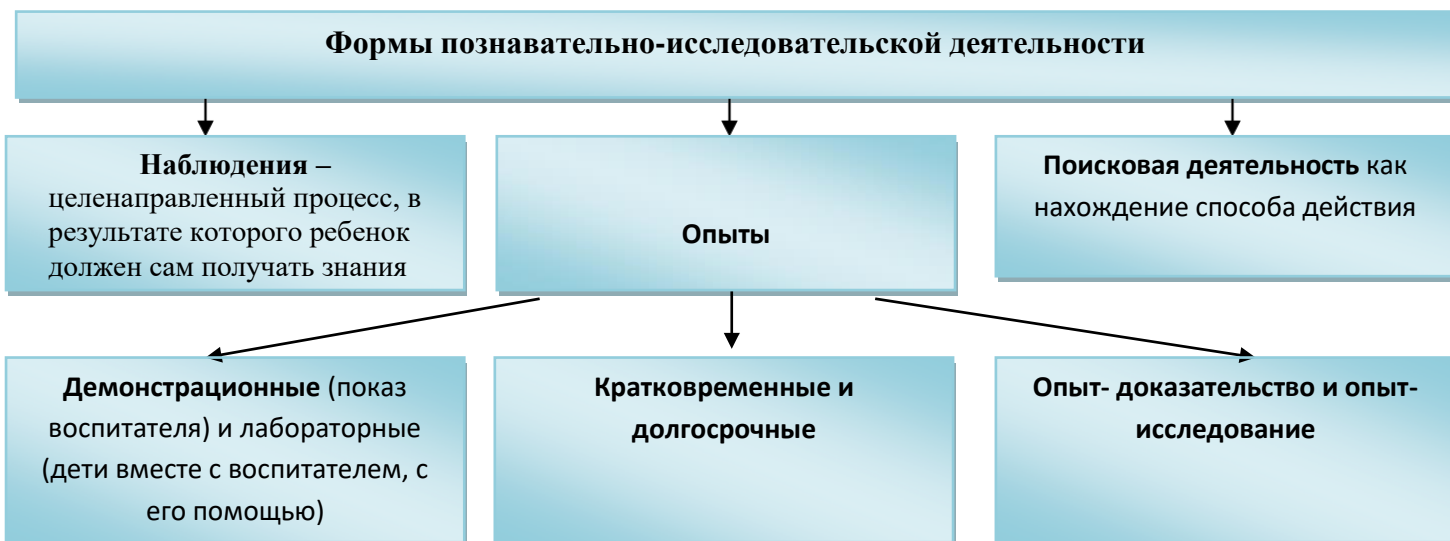 Формы познавательно-исследовательской деятельности
Наблюдения –
целенаправленный процесс, в
результате которого ребенок
должен сам получать знания
Опыты
Поисковая деятельность как
нахождение способа действия
Демонстрационные (показ
воспитателя) и лабораторные
(дети вместе с воспитателем, с
его помощью)
Кратковременные и
долгосрочные
Опыт- доказательство и опыт-
исследование